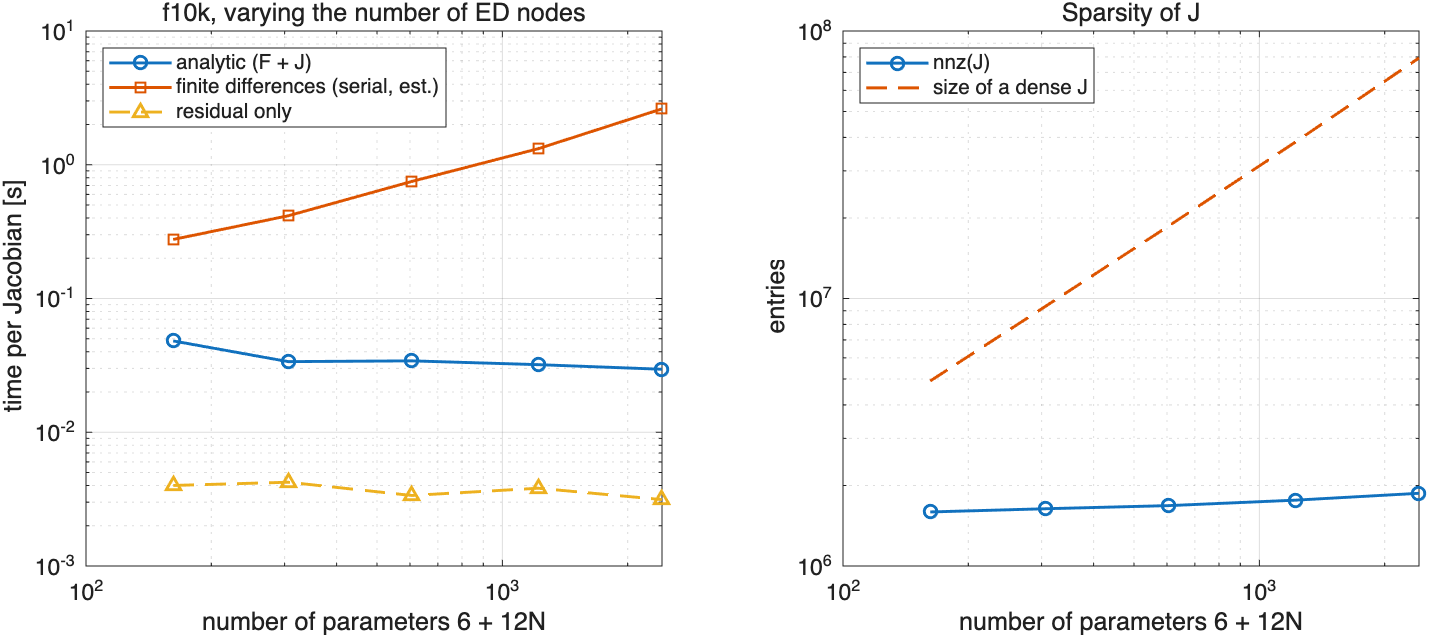 f10k, varying the number of ED nodes
analytic (F + J)
finite differences (serial, est.)
residual only
10^1
10^0
10^-1
10^-2
10^-3
time per Jacobian [s]
10^2
10^3
number of parameters 6 + 12N
Sparsity of J
nnz(J)
size of a dense J
10^8
10^7
10^6
entries
10^2
10^3
number of parameters 6 + 12N